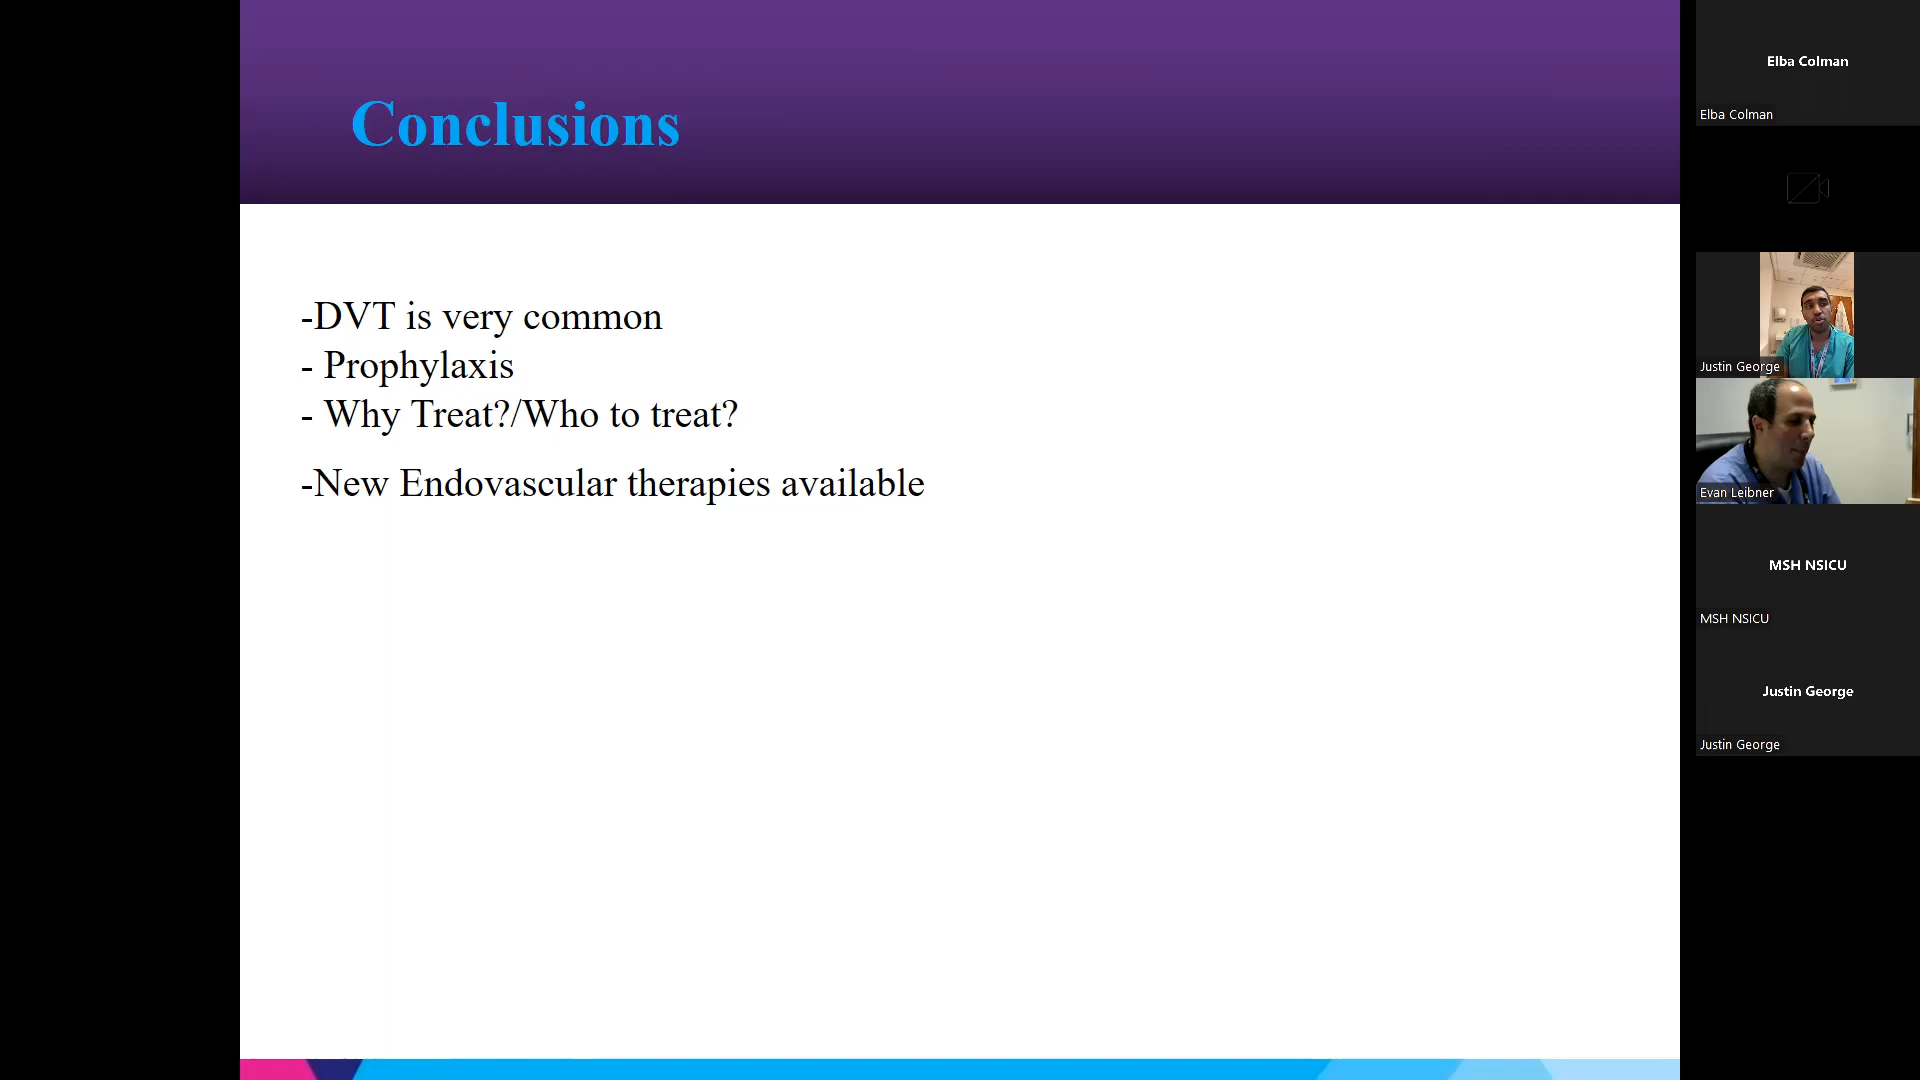 Conclusions
-DVT is very common
- Prophylaxis
- Why Treat?/Who to treat?
-New Endovascular therapies available
Elba Colman
Elba Colman
Justin George
Evan Leibner
MSH NSICU
MSH NSICU
Justin George
Justin George